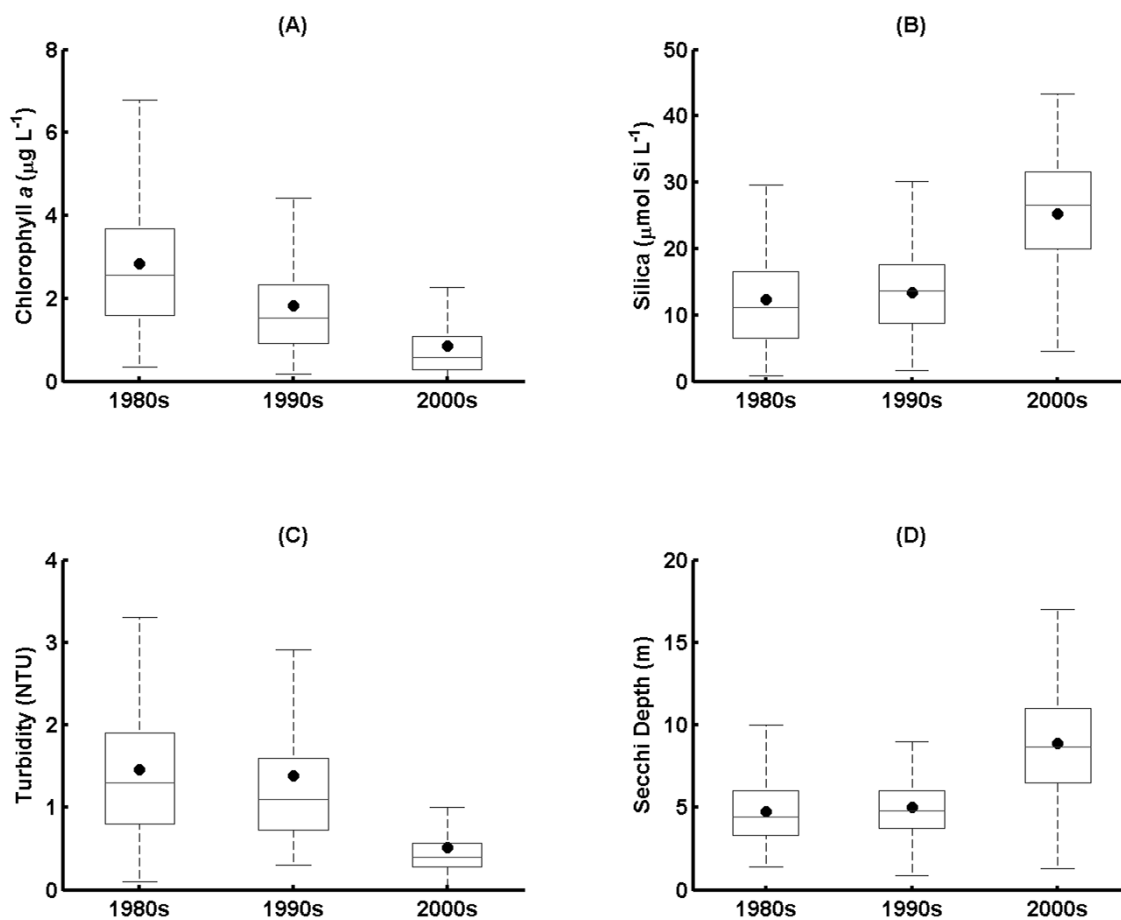 (A)
Chlorophyll a (μg L-1)
8
6
4
2
0
1980s 1990s 2000s
(B)
Silica (μmol Si L-1)
50
40
30
20
10
0
1980s 1990s 2000s
(C)
Turbidity (NTU)
4
3
2
1
0
1980s 1990s 2000s
(D)
Secchi Depth (m)
20
15
10
5
0
1980s 1990s 2000s